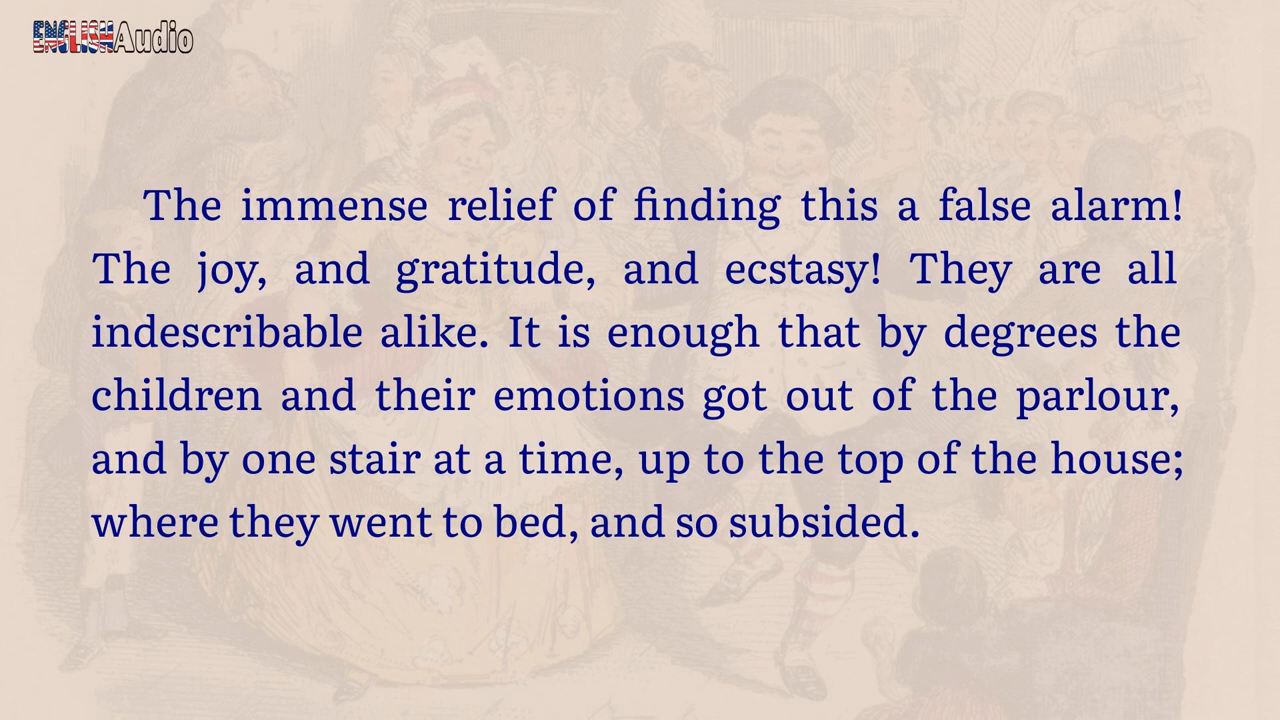 ENGLISHAudio
The immense relief of finding this a false alarm!
The joy, and gratitude, and ecstasy! They are all
indescribable alike. It is enough that by degrees the
children and their emotions got out of the parlour,
and by one stair at a time, up to the top of the house;
where they went to bed, and so subsided.